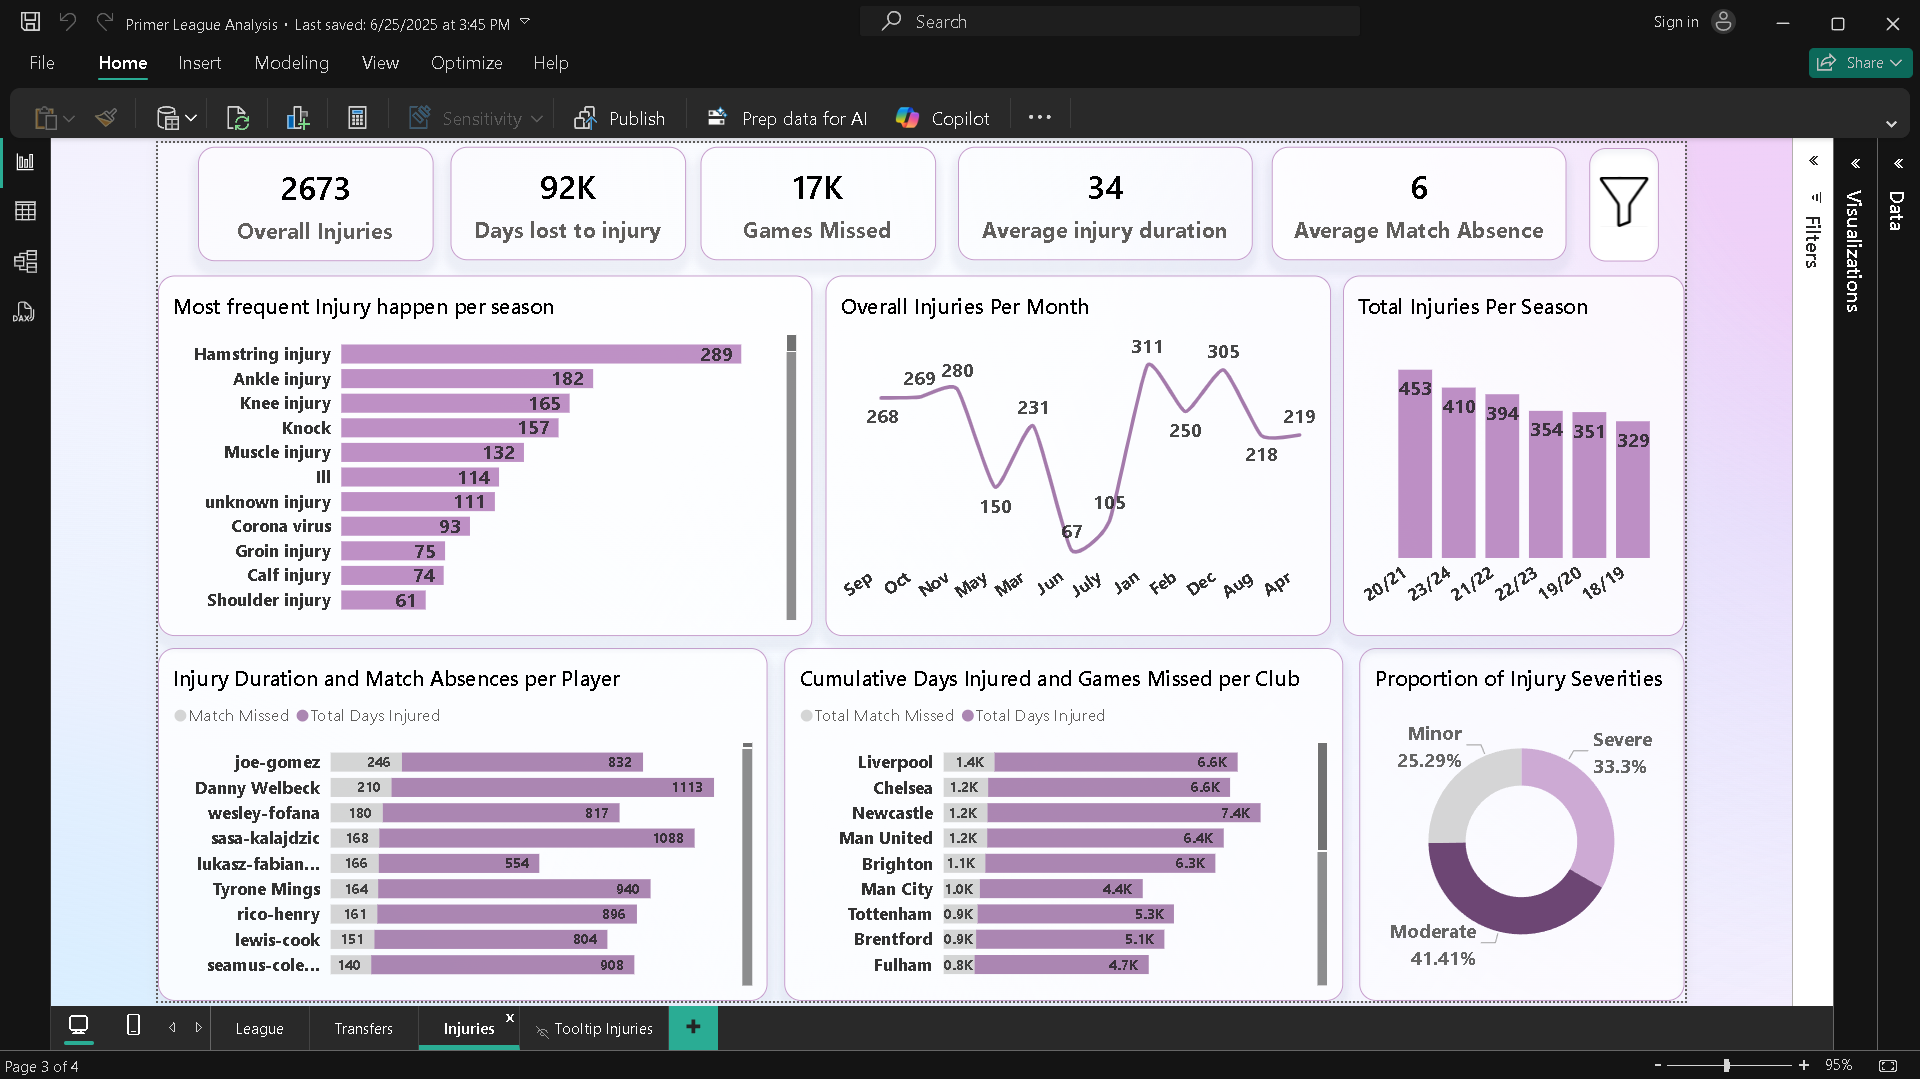 Primer League Analysis • Last saved: 6/25/2025 at 3:45 PM
Search
Sign in
File
Home
Insert
Modeling
View
Optimize
Help
Share
Sensitivity
Publish
Prep data for AI
Copilot
DAX
2673
Overall Injuries
92K
Days lost to injury
17K
Games Missed
34
Average injury duration
6
Average Match Absence
Filters
Visualizations
Data
Most frequent Injury happen per season
Hamstring injury 289
Ankle injury 182
Knee injury 165
Knock 157
Muscle injury 132
Ill 114
unknown injury 111
Corona virus 93
Groin injury 75
Calf injury 74
Shoulder injury 61
Overall Injuries Per Month
268
269
280
150
231
67
105
311
250
305
218
219
Sep
Oct
Nov
May
Mar
Jun
July
Jan
Feb
Dec
Aug
Apr
Total Injuries Per Season
453
410
394
354
351
329
20/21
23/24
21/22
22/23
19/20
18/19
Injury Duration and Match Absences per Player
Match Missed Total Days Injured
joe-gomez 246 832
Danny Welbeck 210 1113
wesley-fofana 180 817
sasa-kalajdzic 168 1088
lukasz-fabian... 166 554
Tyrone Mings 164 940
rico-henry 161 896
lewis-cook 151 804
seamus-cole... 140 908
Cumulative Days Injured and Games Missed per Club
Total Match Missed Total Days Injured
Liverpool 1.4K 6.6K
Chelsea 1.2K 6.6K
Newcastle 1.2K 7.4K
Man United 1.2K 6.4K
Brighton 1.1K 6.3K
Man City 1.0K 4.4K
Tottenham 0.9K 5.3K
Brentford 0.9K 5.1K
Fulham 0.8K 4.7K
Proportion of Injury Severities
Minor
25.29%
Severe
33.3%
Moderate
41.41%
League
Transfers
Injuries
x
Tooltip Injuries
+
Page 3 of 4
- + 95%